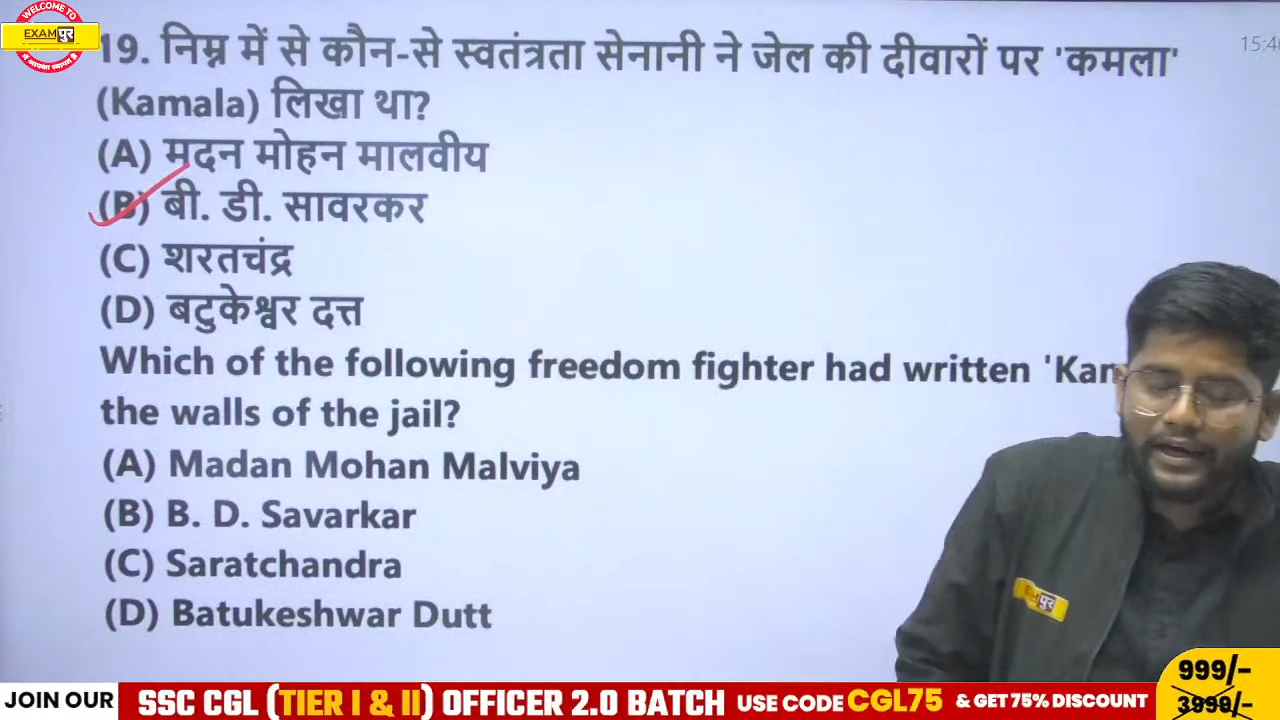 WELCOME TO
EXAMपुर
19. निम्न में से कौन-से स्वतंत्रता सेनानी ने जेल की दीवारों पर 'कमला'
(Kamala) लिखा था?
(A) मदन मोहन मालवीय
(B) बी. डी. सावरकर
(C) शरतचंद्र
(D) बटुकेश्वर दत्त
Which of the following freedom fighter had written
the walls of the jail?
(A) Madan Mohan Malviya
(B) B. D. Savarkar
(C) Saratchandra
(D) Batukeshwar Dutt
पुर
JOIN OUR SSC CGL (TIER I & II) OFFICER 2.0 BATCH USE CODE CGL75 & GET 75% DISCOUNT
999/-
3999/-